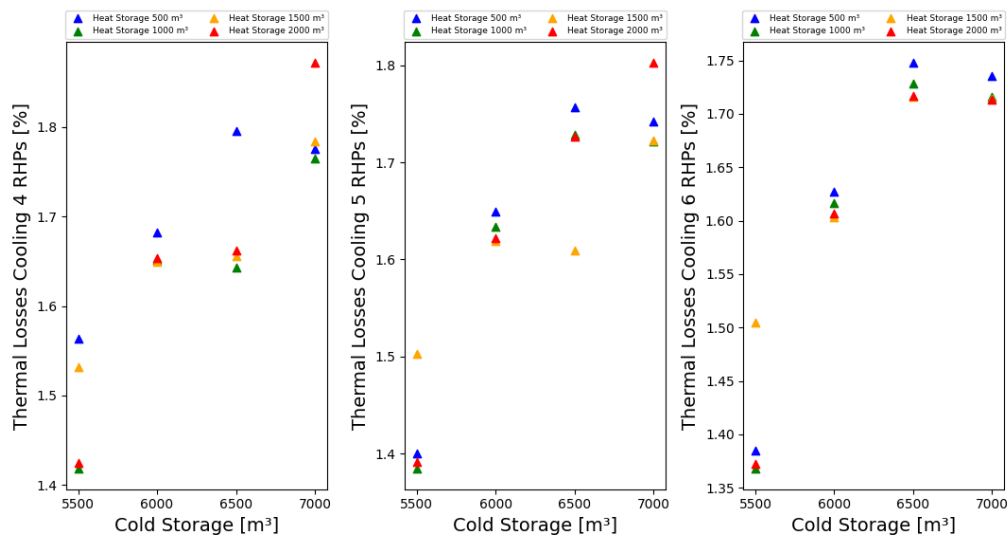 Heat Storage 500 m³
Heat Storage 1000 m³
Heat Storage 1500 m³
Heat Storage 2000 m³
Thermal Losses Cooling 4 RHPs [%]
1.8
1.7
1.6
1.5
1.4
5500 6000 6500 7000
Cold Storage [m³]
Heat Storage 500 m³
Heat Storage 1000 m³
Heat Storage 1500 m³
Heat Storage 2000 m³
Thermal Losses Cooling 5 RHPs [%]
1.8
1.7
1.6
1.5
1.4
5500 6000 6500 7000
Cold Storage [m³]
Heat Storage 500 m³
Heat Storage 1000 m³
Heat Storage 1500 m³
Heat Storage 2000 m³
Thermal Losses Cooling 6 RHPs [%]
1.75
1.70
1.65
1.60
1.55
1.50
1.45
1.40
1.35
5500 6000 6500 7000
Cold Storage [m³]